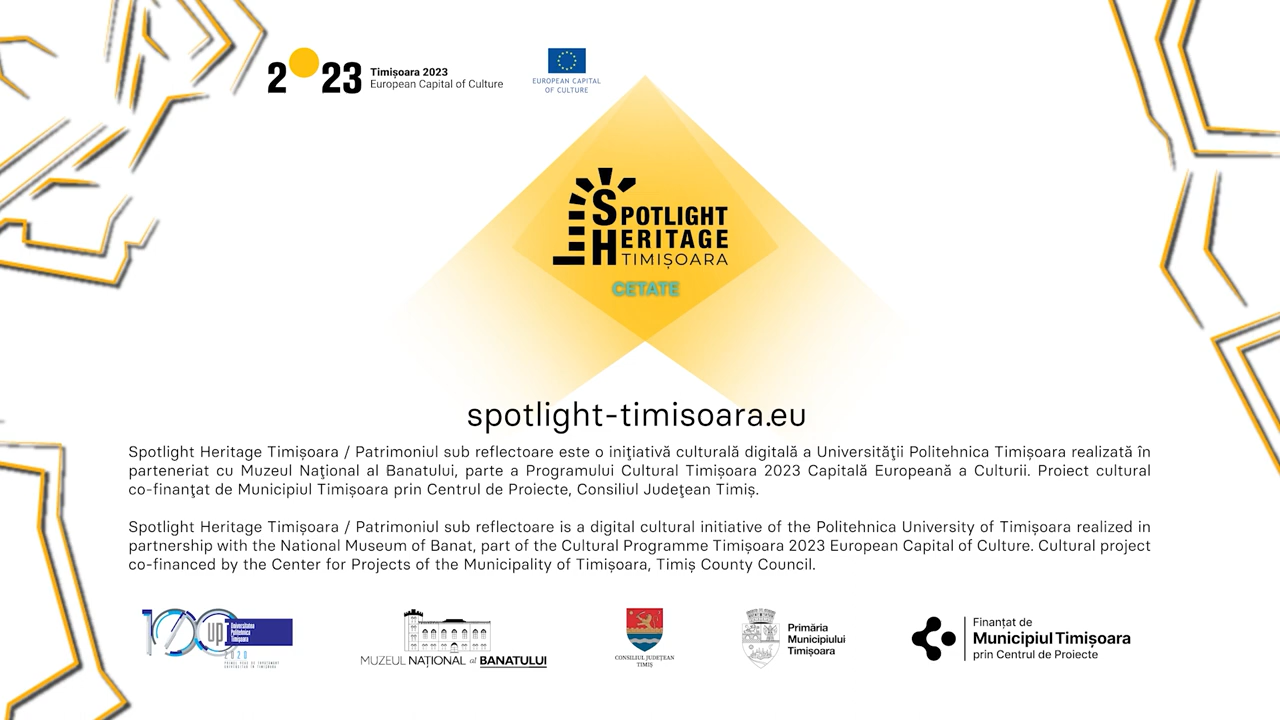 2023 Timișoara 2023
European Capital of Culture
EUROPEAN CAPITAL
OF CULTURE
SPOTLIGHT
HERITAGE
TIMIȘOARA
CETATE
spotlight-timisoara.eu
Spotlight Heritage Timișoara / Patrimoniul sub reflectoare este o iniţiativă culturală digitală a Universităţii Politehnica Timișoara realizată în
parteneriat cu Muzeul Naţional al Banatului, parte a Programului Cultural Timișoara 2023 Capitală Europeană a Culturii. Proiect cultural
co-finanţat de Municipiul Timișoara prin Centrul de Proiecte, Consiliul Judeţean Timiș.
Spotlight Heritage Timișoara / Patrimoniul sub reflectoare is a digital cultural initiative of the Politehnica University of Timișoara realized in
partnership with the National Museum of Banat, part of the Cultural Programme Timișoara 2023 European Capital of Culture. Cultural project
co-financed by the Center for Projects of the Municipality of Timișoara, Timiș County Council.
100 upt Universitatea
Politehnica
Timișoara
2020
MUZEUL NAȚIONAL al BANATULUI
CONSILIUL JUDEȚEAN
TIMIȘ
Primăria
Municipiului
Timișoara
Finanțat de
Municipiul Timișoara
prin Centrul de Proiecte